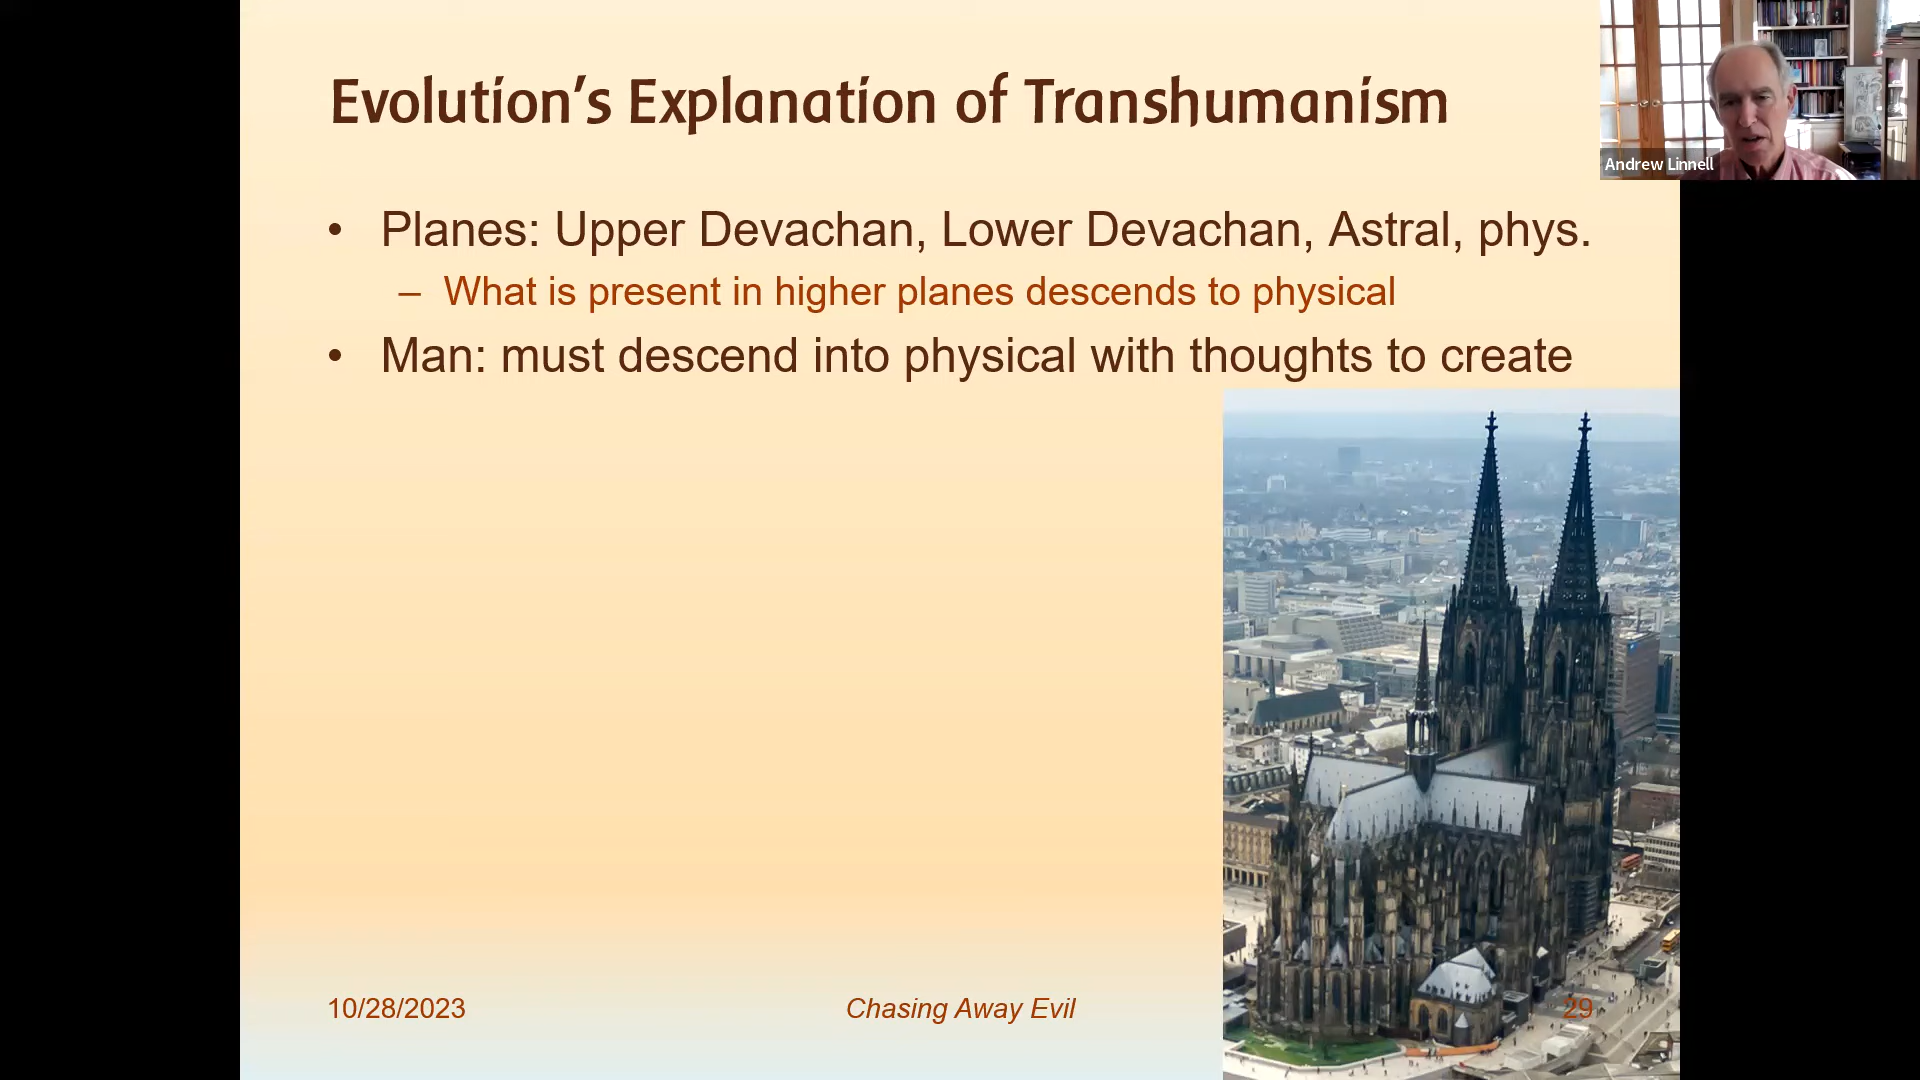 Evolution’s Explanation of Transhumanism
Andrew Linnell
• Planes: Upper Devachan, Lower Devachan, Astral, phys.
– What is present in higher planes descends to physical
• Man: must descend into physical with thoughts to create
10/28/2023
Chasing Away Evil
29